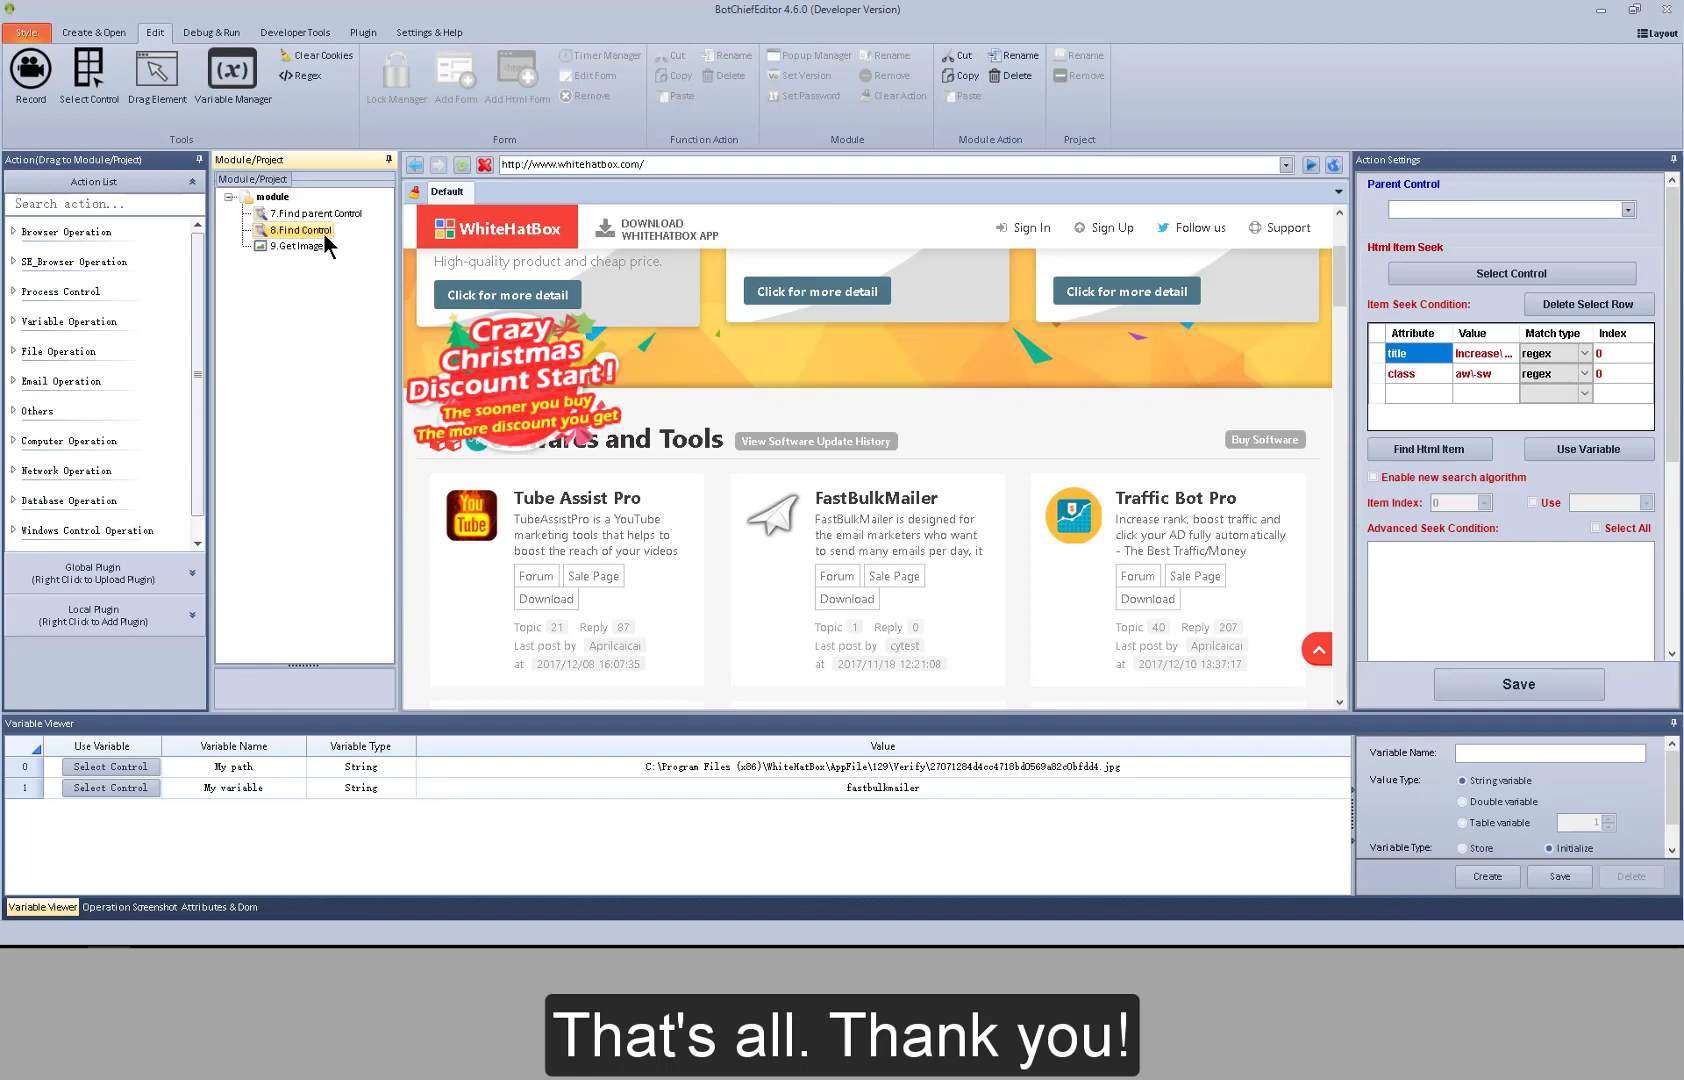 BotChiefEditor 4.6.0 (Developer Version)
Style
Create & Open
Edit
Debug & Run
DeveloperTools
Plugin
Settings & Help
Layout
Record
Select Control
Drag Element
(x)
Variable Manager
Clear Cookies
</>Regex
Tools
Lock Manager
Add Form
Add Html Form
Timer Manager
Edit Form
Remove
Form
Cut
Rename
Copy
Delete
Paste
Function Action
Popup Manager
Rename
Set Version
Remove
Set Password
Clear Action
Module
Cut
Rename
Copy
Delete
Paste
Module Action
Rename
Remove
Project
Action(Drag to Module/Project)
Action List
Search action...
Browser Operation
SE_Browser Operation
Process Control
Variable Operation
File Operation
Email Operation
Others
Computer Operation
Network Operation
Database Operation
Windows Control Operation
Global Plugin
(Right Click to Upload Plugin)
Local Plugin
(Right Click to Add Plugin)
Module/Project
Module/Project
module
7.Find parent Control
8.Find Control
9.Get Image
http://www.whitehatbox.com/
Default
WhiteHatBox
DOWNLOAD
WHITEHATBOX APP
Sign In
Sign Up
Follow us
Support
High-quality product and cheap price.
Click for more detail
Click for more detail
Click for more detail
Crazy
Christmas
Discount Start!
The sooner you buy
The more discount you get
and Tools
View Software Update History
Buy Software
You
Tube
Tube Assist Pro
TubeAssistPro is a YouTube
marketing tools that helps to
boost the reach of your videos
Forum
Sale Page
Download
Topic 21 Reply 87
Last post by Aprilcaicai
at 2017/12/08 16:07:35
FastBulkMailer
FastBulkMailer is designed for
the email marketers who want
to send many emails per day, it
Forum
Sale Page
Download
Topic 1 Reply 0
Last post by cytest
at 2017/11/18 12:21:08
Traffic Bot Pro
Increase rank, boost traffic and
click your AD fully automatically
- The Best Traffic/Money
Forum
Sale Page
Download
Topic 40 Reply 207
Last post by Aprilcaicai
at 2017/12/10 13:37:17
Action Settings
Parent Control
Html Item Seek
Select Control
Item Seek Condition:
Delete Select Row
Attribute Value Match type Index
title Increase\ ... regex 0
class aw\-sw regex 0
Find Html Item
Use Variable
Enable new search algorithm
Item Index: 0 Use
Advanced Seek Condition: Select All
Save
Variable Viewer
Use Variable Variable Name Variable Type Value
0 Select Control My path String C:\Program Files (x86)\WhiteHatBox\AppFile\129\Verify\27071284d4cc4718bd0569a82c0bfdd4.jpg
1 Select Control My variable String fastbulkmailer
Variable Name:
Value Type: String variable
Double variable
Table variable 1
Variable Type: Store Initialize
Create
Save
Delete
Variable Viewer
Operation Screenshot
Attributes & Dom
That's all. Thank you!